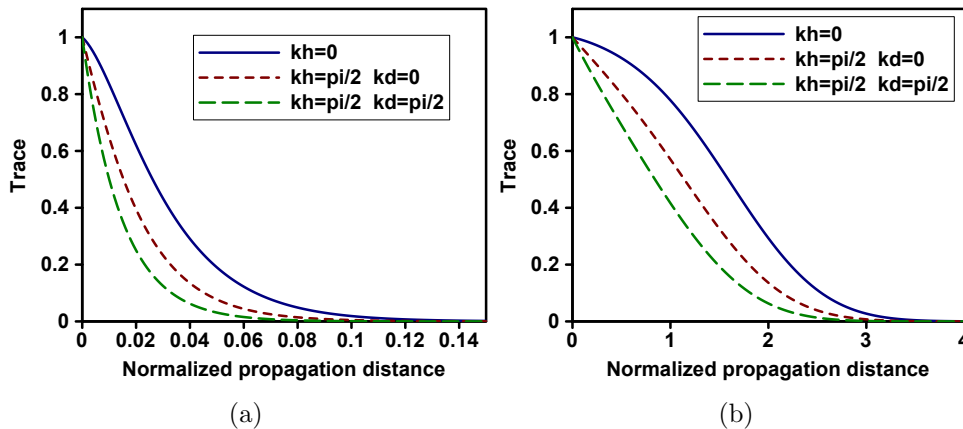 1
0.8
0.6
0.4
0.2
0
Trace
kh=0
kh=pi/2 kd=0
kh=pi/2 kd=pi/2
0 0.02 0.04 0.06 0.08 0.1 0.12 0.14
Normalized propagation distance
(a)
1
0.8
0.6
0.4
0.2
0
Trace
kh=0
kh=pi/2 kd=0
kh=pi/2 kd=pi/2
0 1 2 3 4
Normalized propagation distance
(b)